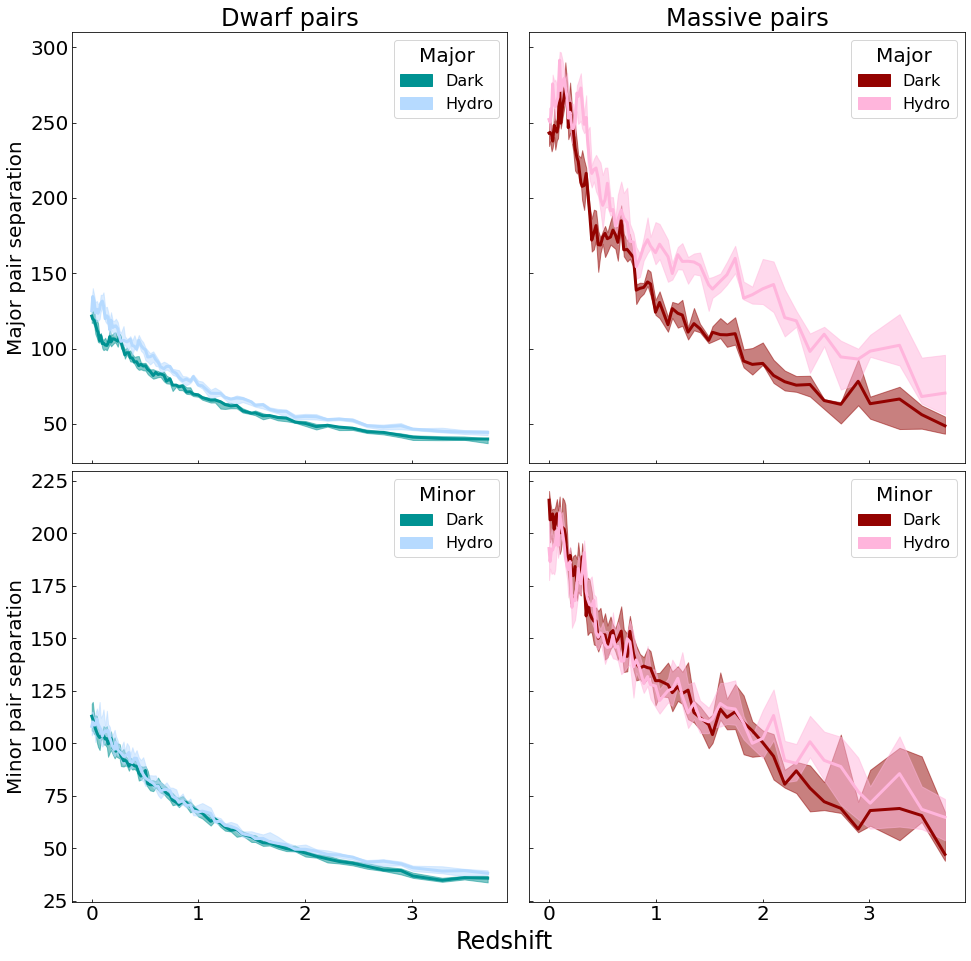 Dwarf pairs
Massive pairs
Major pair separation
300
250
200
150
100
50
Major
Dark
Hydro
Major
Dark
Hydro
Minor pair separation
225
200
175
150
125
100
75
50
25
Minor
Dark
Hydro
Minor
Dark
Hydro
0 1 2 3
0 1 2 3
Redshift